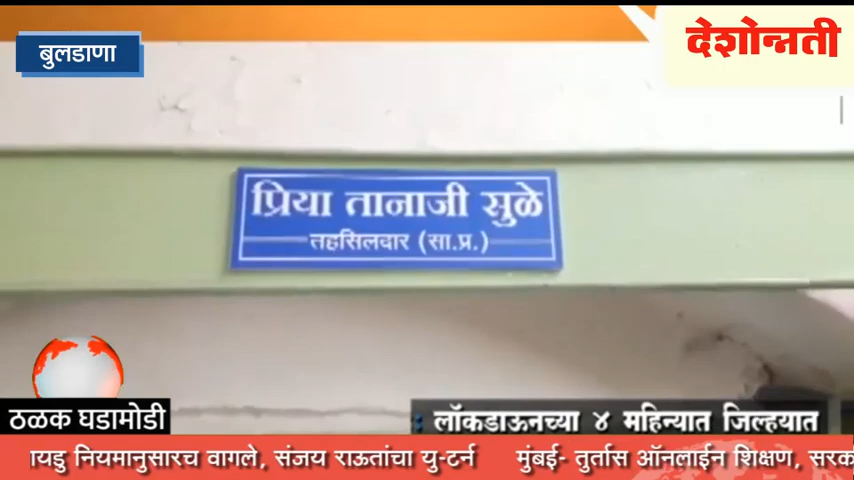 बुलडाणा
देशोन्नती
प्रिया तानाजी सुळे
तहसिलदार (सा.प्र.)
ठळक घडामोडी
: लॉकडाऊनच्या ४ महिन्यात जिल्हयात
यडु नियमानुसारच वागले, संजय राऊतांचा यु-टर्न मुंबई- तुर्तास ऑनलाईन शिक्षण,